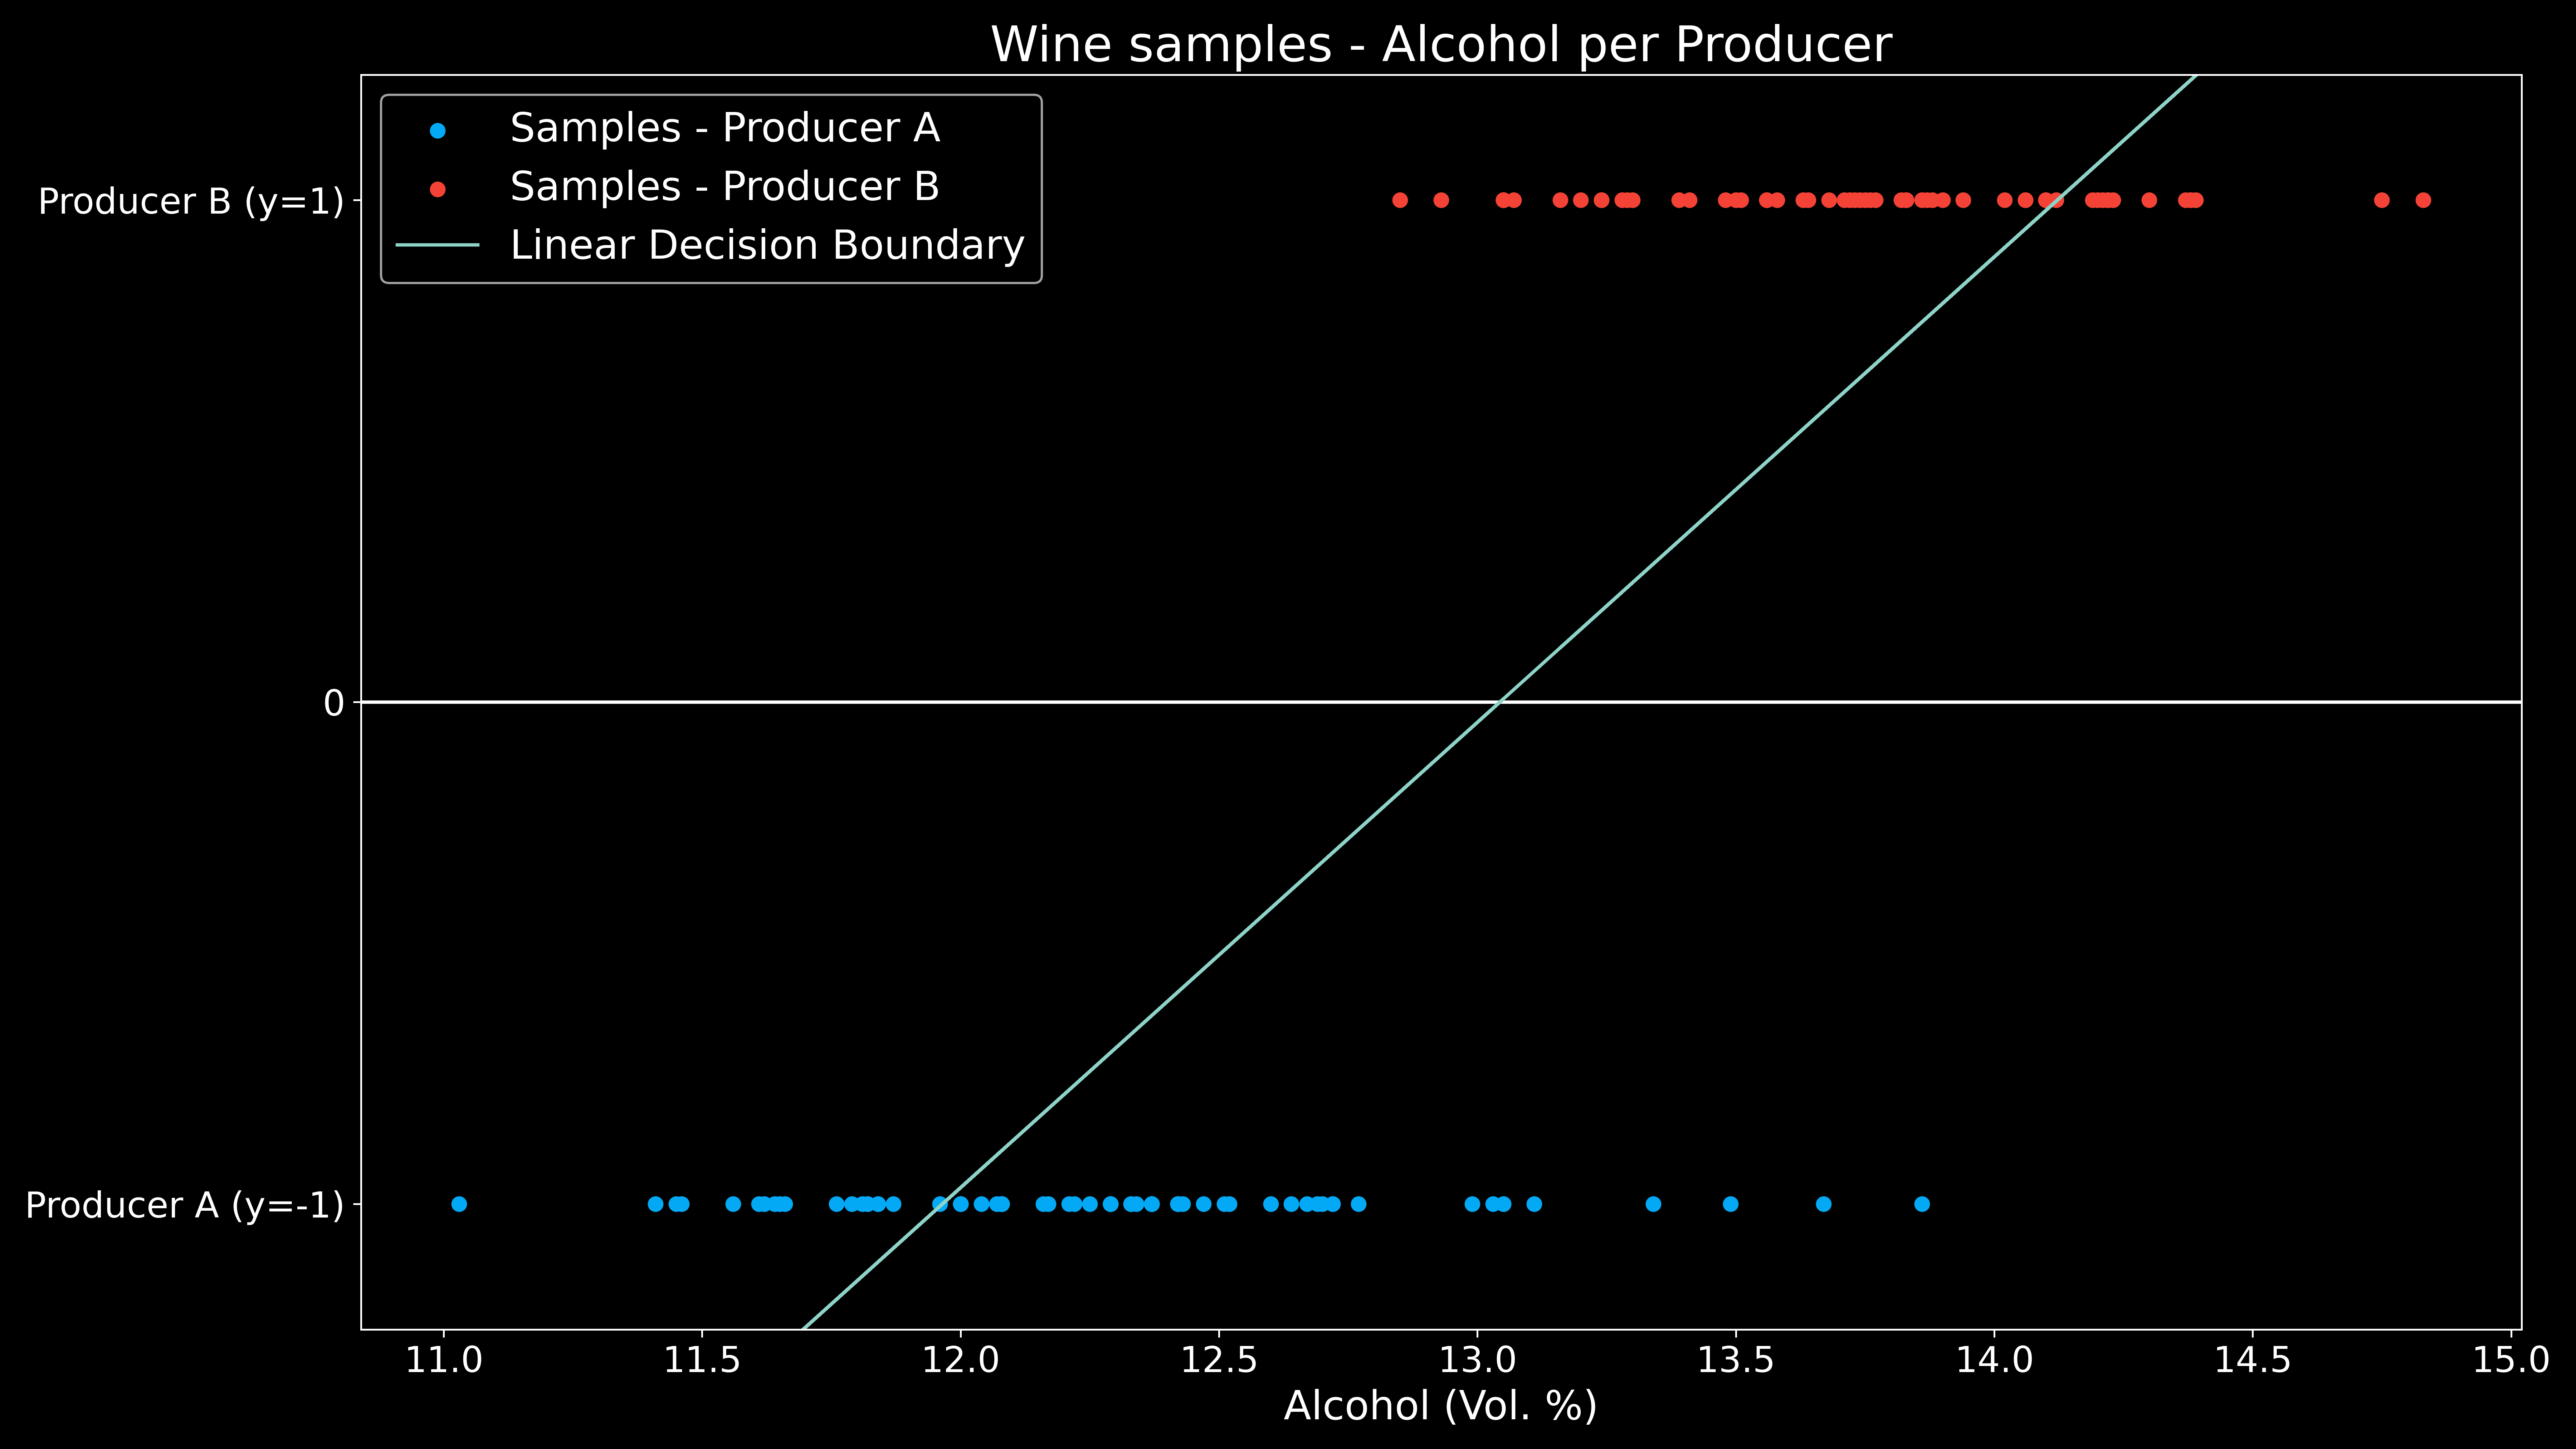 Wine samples - Alcohol per Producer
Samples - Producer A
Samples - Producer B
Linear Decision Boundary
Producer B (y=1)
0
Producer A (y=-1)
11.0 11.5 12.0 12.5 13.0 13.5 14.0 14.5 15.0
Alcohol (Vol. %)